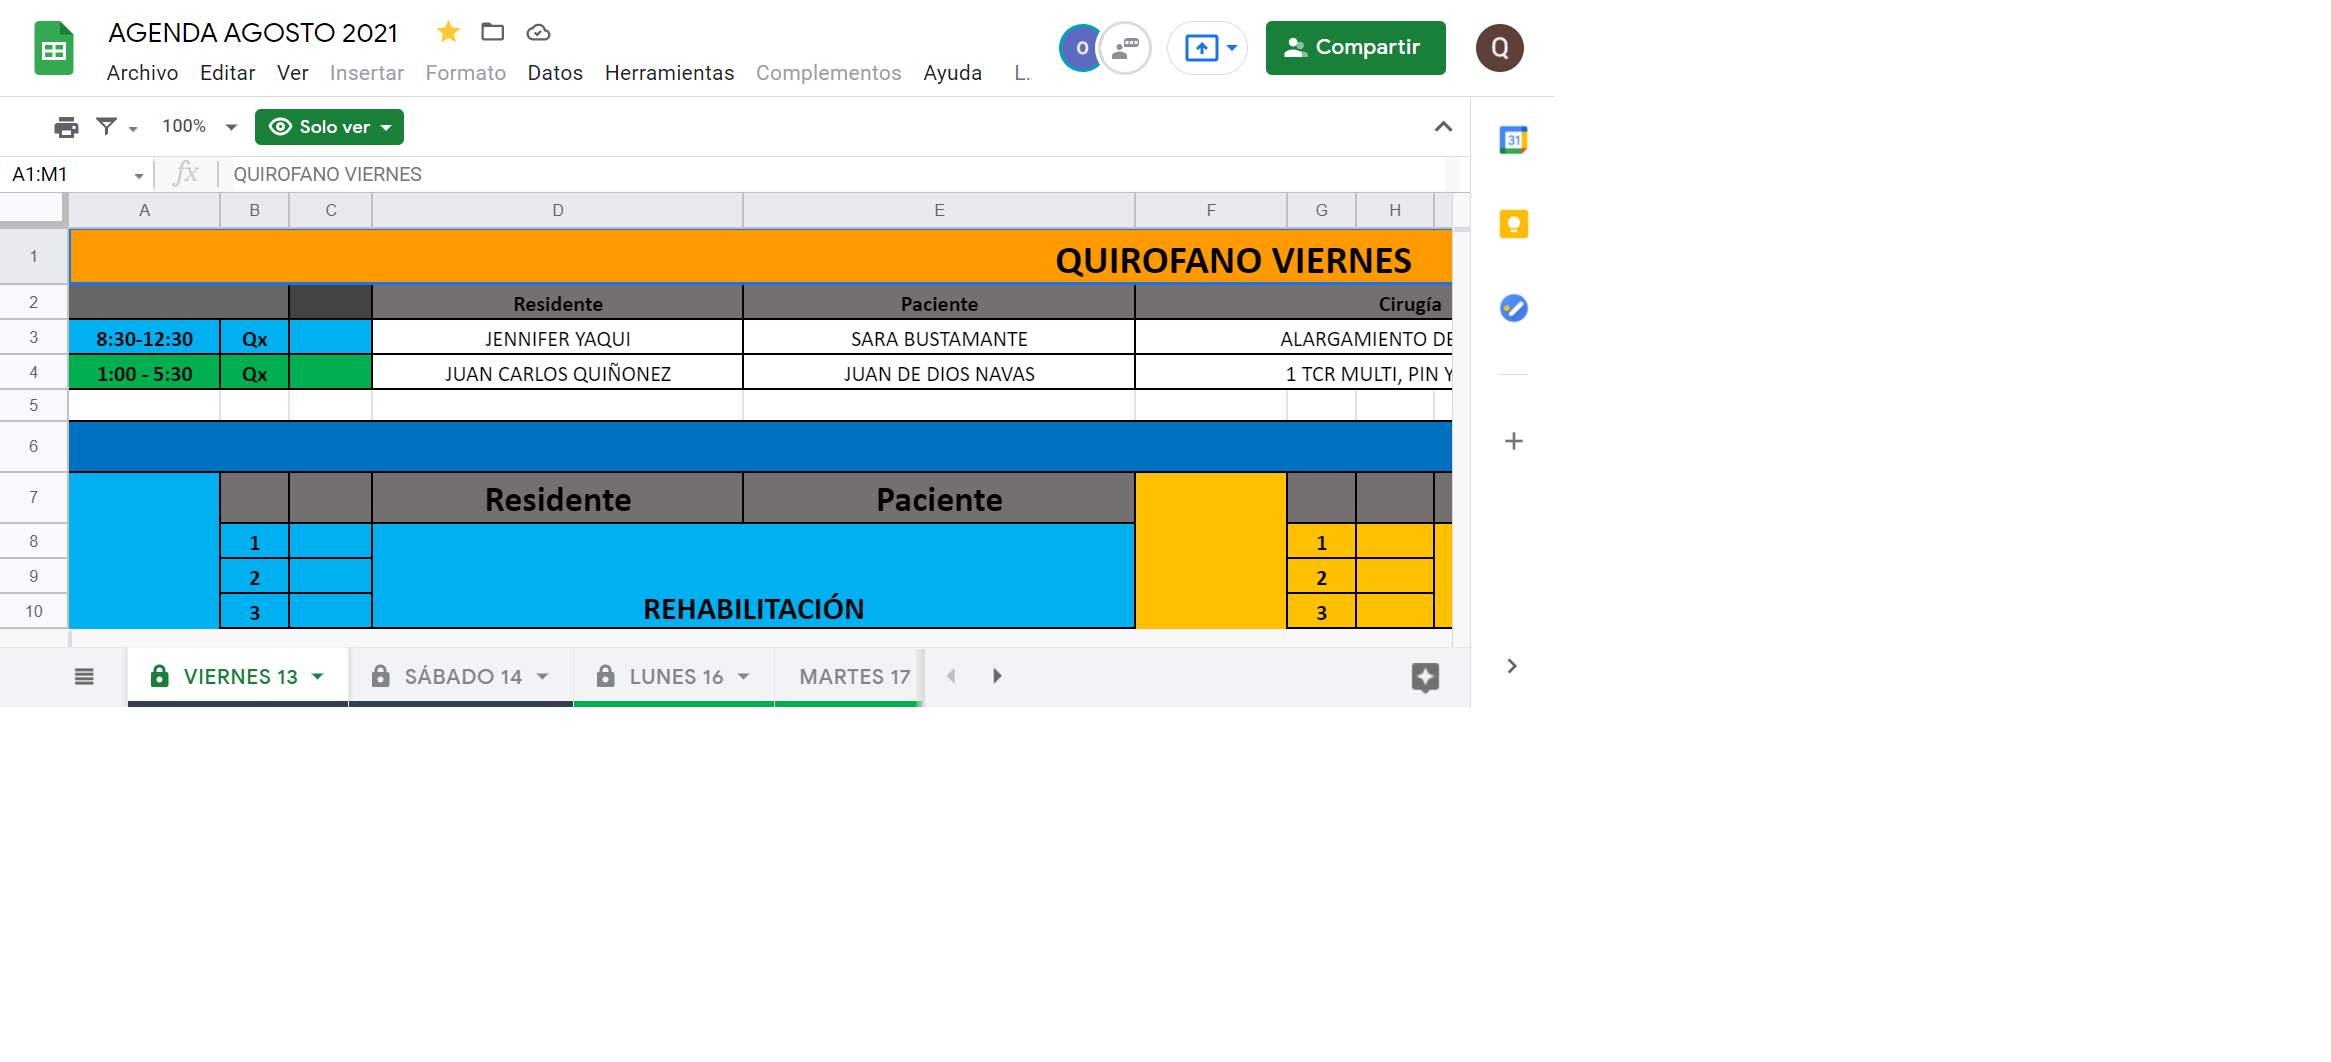 AGENDA AGOSTO 2021
Archivo Editar Ver Insertar Formato Datos Herramientas Complementos Ayuda L..
O Compartir Q
100% Solo ver
31
A1:M1 fx QUIROFANO VIERNES
A B C D E F G H
1 QUIROFANO VIERNES
2 Residente Paciente Cirugía
3 8:30-12:30 Qx JENNIFER YAQUI SARA BUSTAMANTE ALARGAMIENTO DE
4 1:00 - 5:30 Qx JUAN CARLOS QUIÑONEZ JUAN DE DIOS NAVAS 1 TCR MULTI, PIN Y
5
6
7 Residente Paciente
8 1 1
9 2 2
10 3 REHABILITACIÓN 3
VIERNES 13 SÁBADO 14 LUNES 16 MARTES 17